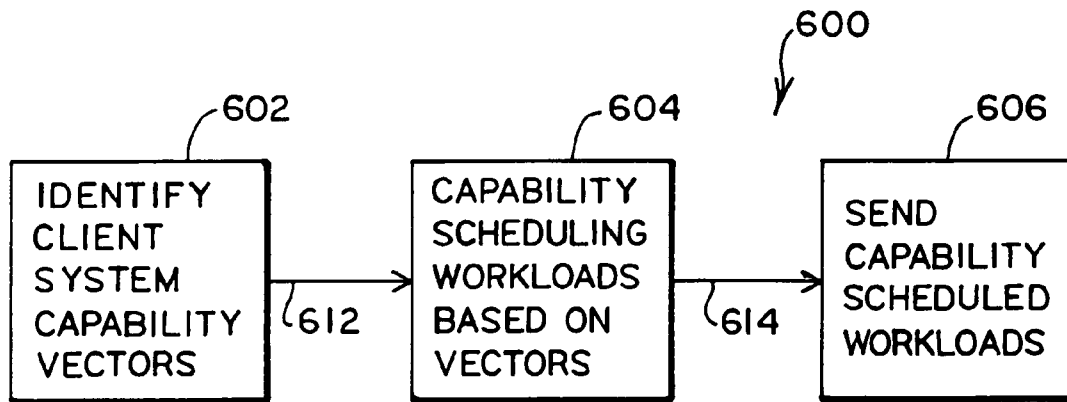 600
602
604
606
IDENTIFY
CLIENT
SYSTEM
CAPABILITY
VECTORS
612
CAPABILITY
SCHEDULING
WORKLOADS
BASED ON
VECTORS
614
SEND
CAPABILITY
SCHEDULED
WORKLOADS